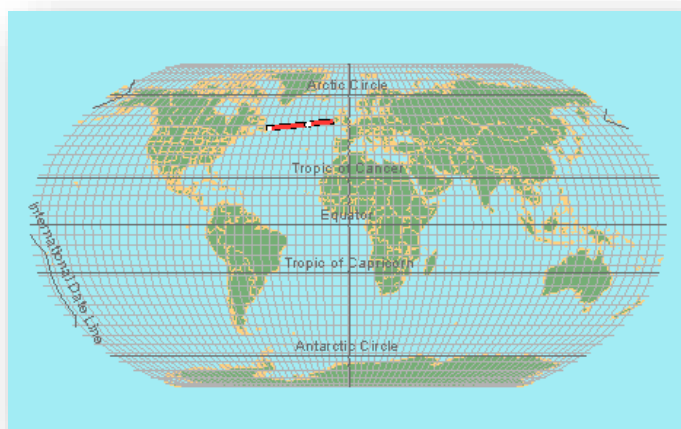 Arctic Circle
Tropic of Cancer
Equator
Tropic of Capricorn
International Date Line
Antarctic Circle